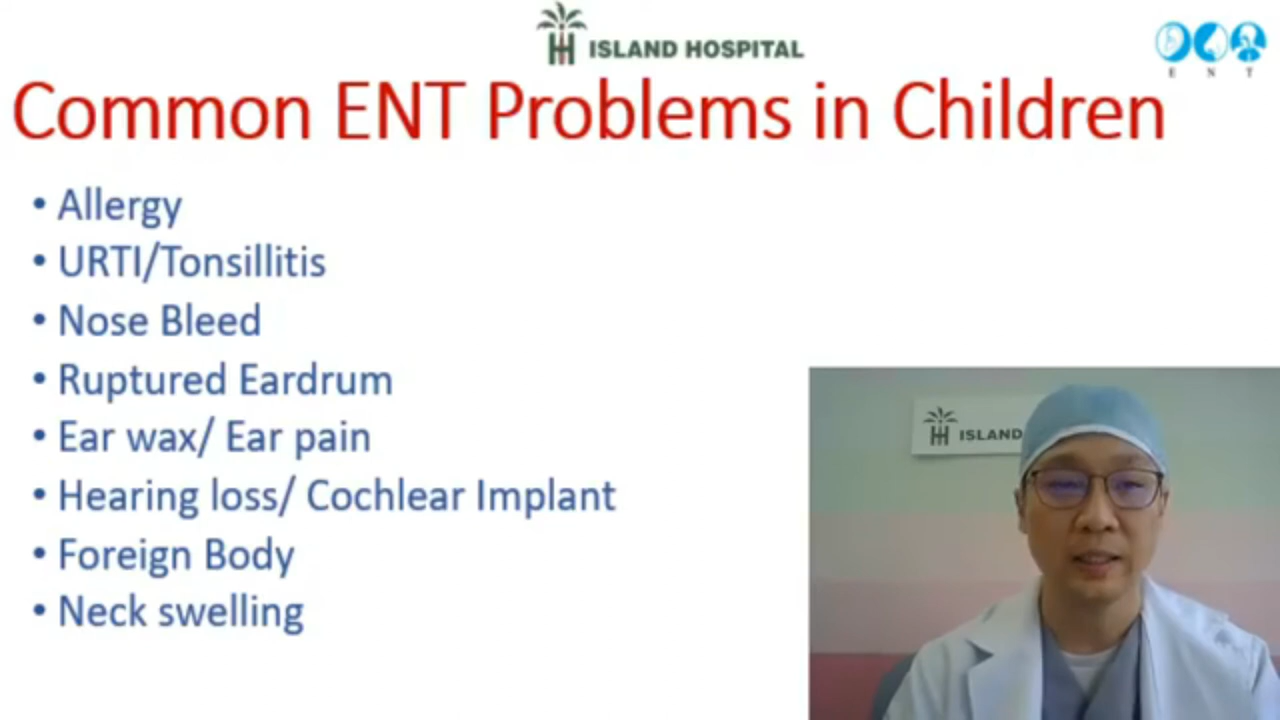 ISLAND HOSPITAL
E N T
Common ENT Problems in Children
• Allergy
• URTI/Tonsillitis
• Nose Bleed
• Ruptured Eardrum
• Ear wax/ Ear pain
• Hearing loss/ Cochlear Implant
• Foreign Body
• Neck swelling
ISLAND